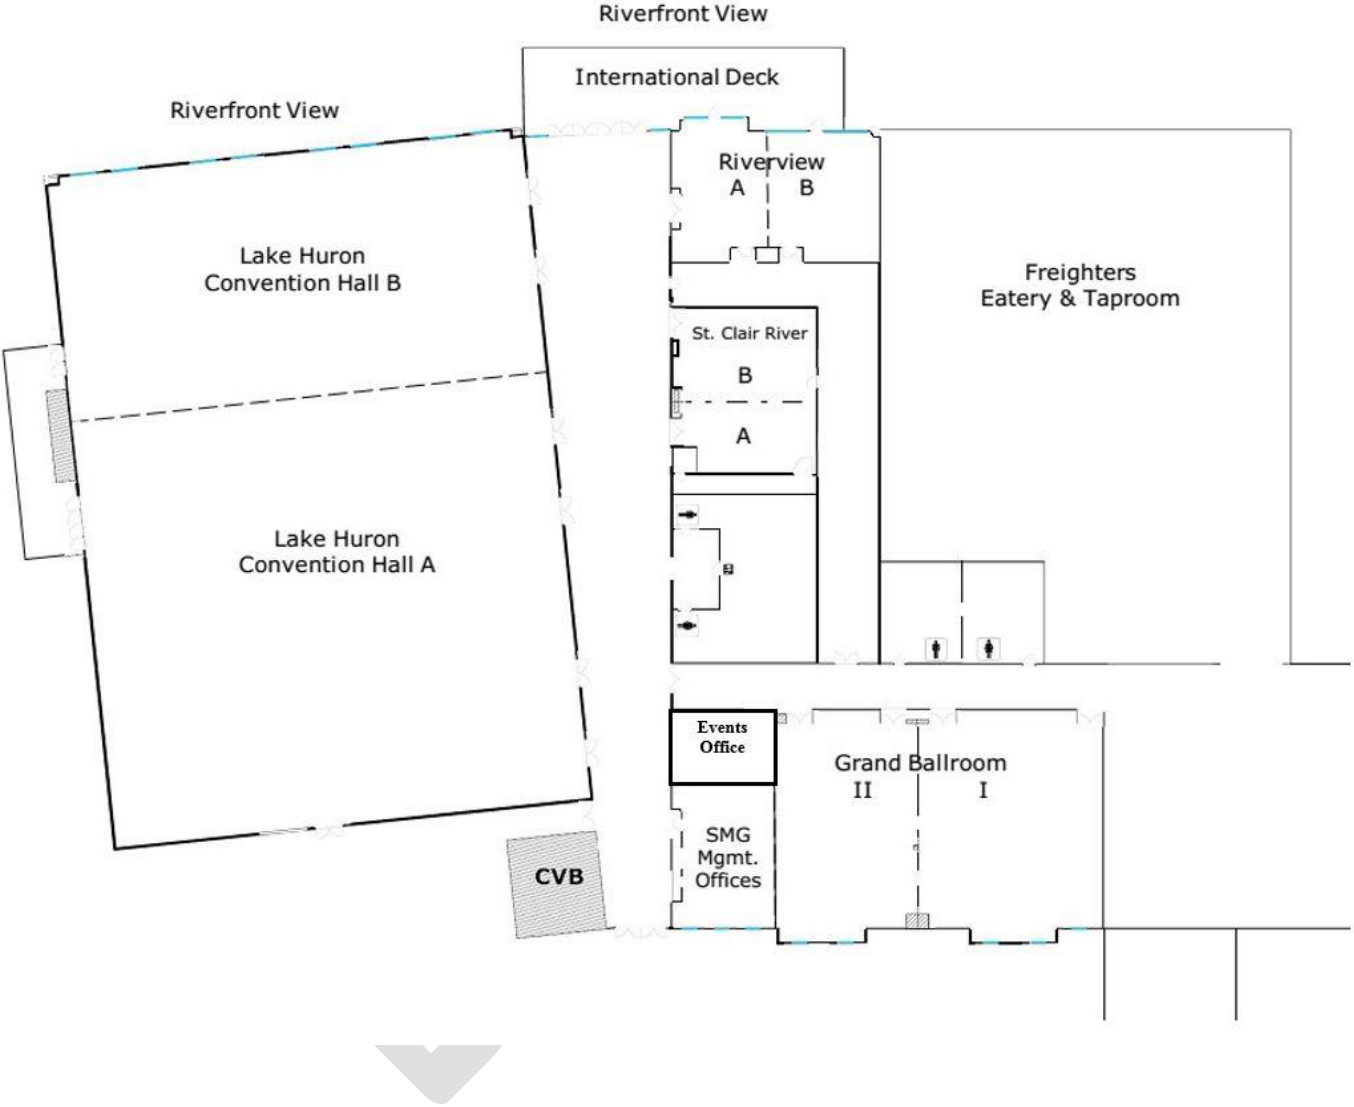 Riverfront View
International Deck
Riverfront View
Riverview
A B
Lake Huron
Convention Hall B
Freighters
Eatery & Taproom
St. Clair River
B
A
Lake Huron
Convention Hall A
Events
Office
Grand Ballroom
II I
SMG
Mgmt.
Offices
CVB